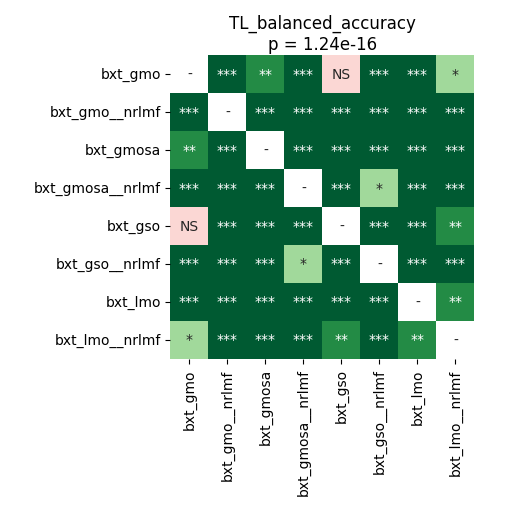 TL_balanced_accuracy
p = 1.24e-16
bxt_gmo - *** ** *** NS *** *** *
bxt_gmo__nrlmf *** - *** *** *** *** *** ***
bxt_gmosa ** *** - *** *** *** *** ***
bxt_gmosa__nrlmf *** *** *** - *** * *** ***
bxt_gso NS *** *** *** - *** *** **
bxt_gso__nrlmf *** *** *** * *** - *** ***
bxt_lmo *** *** *** *** *** *** - **
bxt_lmo__nrlmf * *** *** *** ** *** ** -
bxt_gmo
bxt_gmo__nrlmf
bxt_gmosa
bxt_gmosa__nrlmf
bxt_gso
bxt_gso__nrlmf
bxt_lmo
bxt_lmo__nrlmf